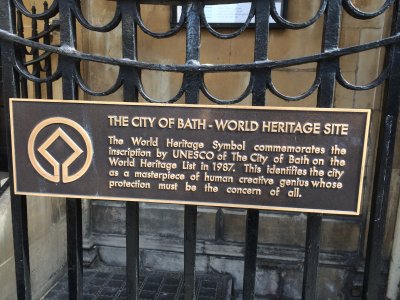 THE CITY OF BATH - WORLD HERITAGE SITE
The World Heritage Symbol commemorates the
inscription by UNESCO of The City of Bath on the
World Heritage List in 1987. This identifies the city
as a masterpiece of human creative genius whose
protection must be the concern of all.